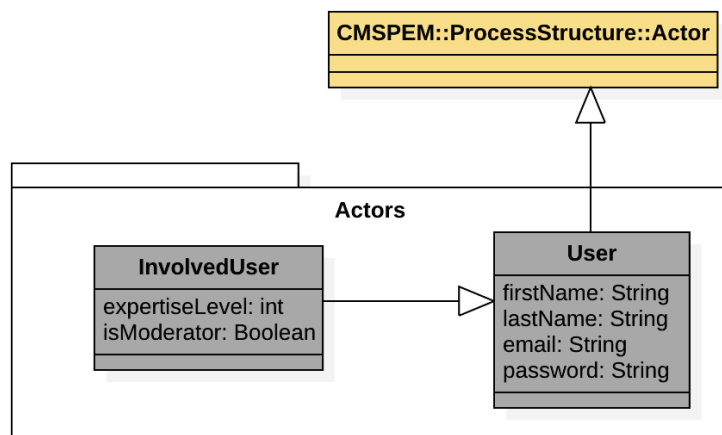 CMSPEM::ProcessStructure::Actor
Actors
InvolvedUser
expertiseLevel: int
isModerator: Boolean
User
firstName: String
lastName: String
email: String
password: String